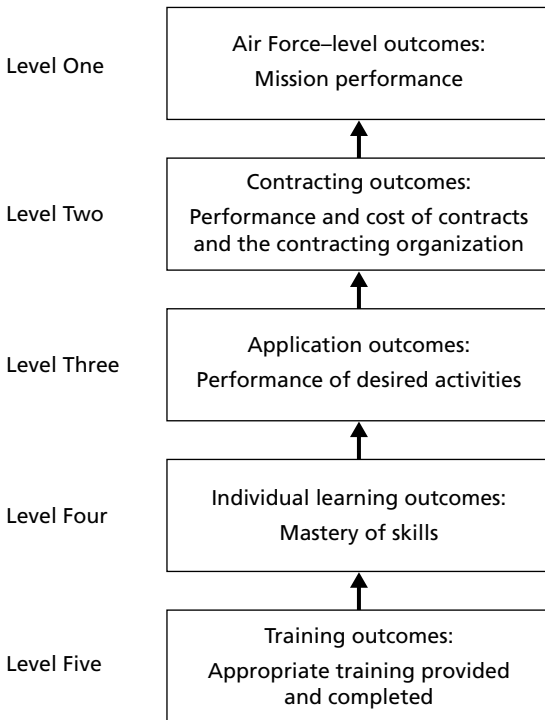 Level One
Air Force–level outcomes:
Mission performance
Level Two
Contracting outcomes:
Performance and cost of contracts
and the contracting organization
Level Three
Application outcomes:
Performance of desired activities
Level Four
Individual learning outcomes:
Mastery of skills
Level Five
Training outcomes:
Appropriate training provided
and completed